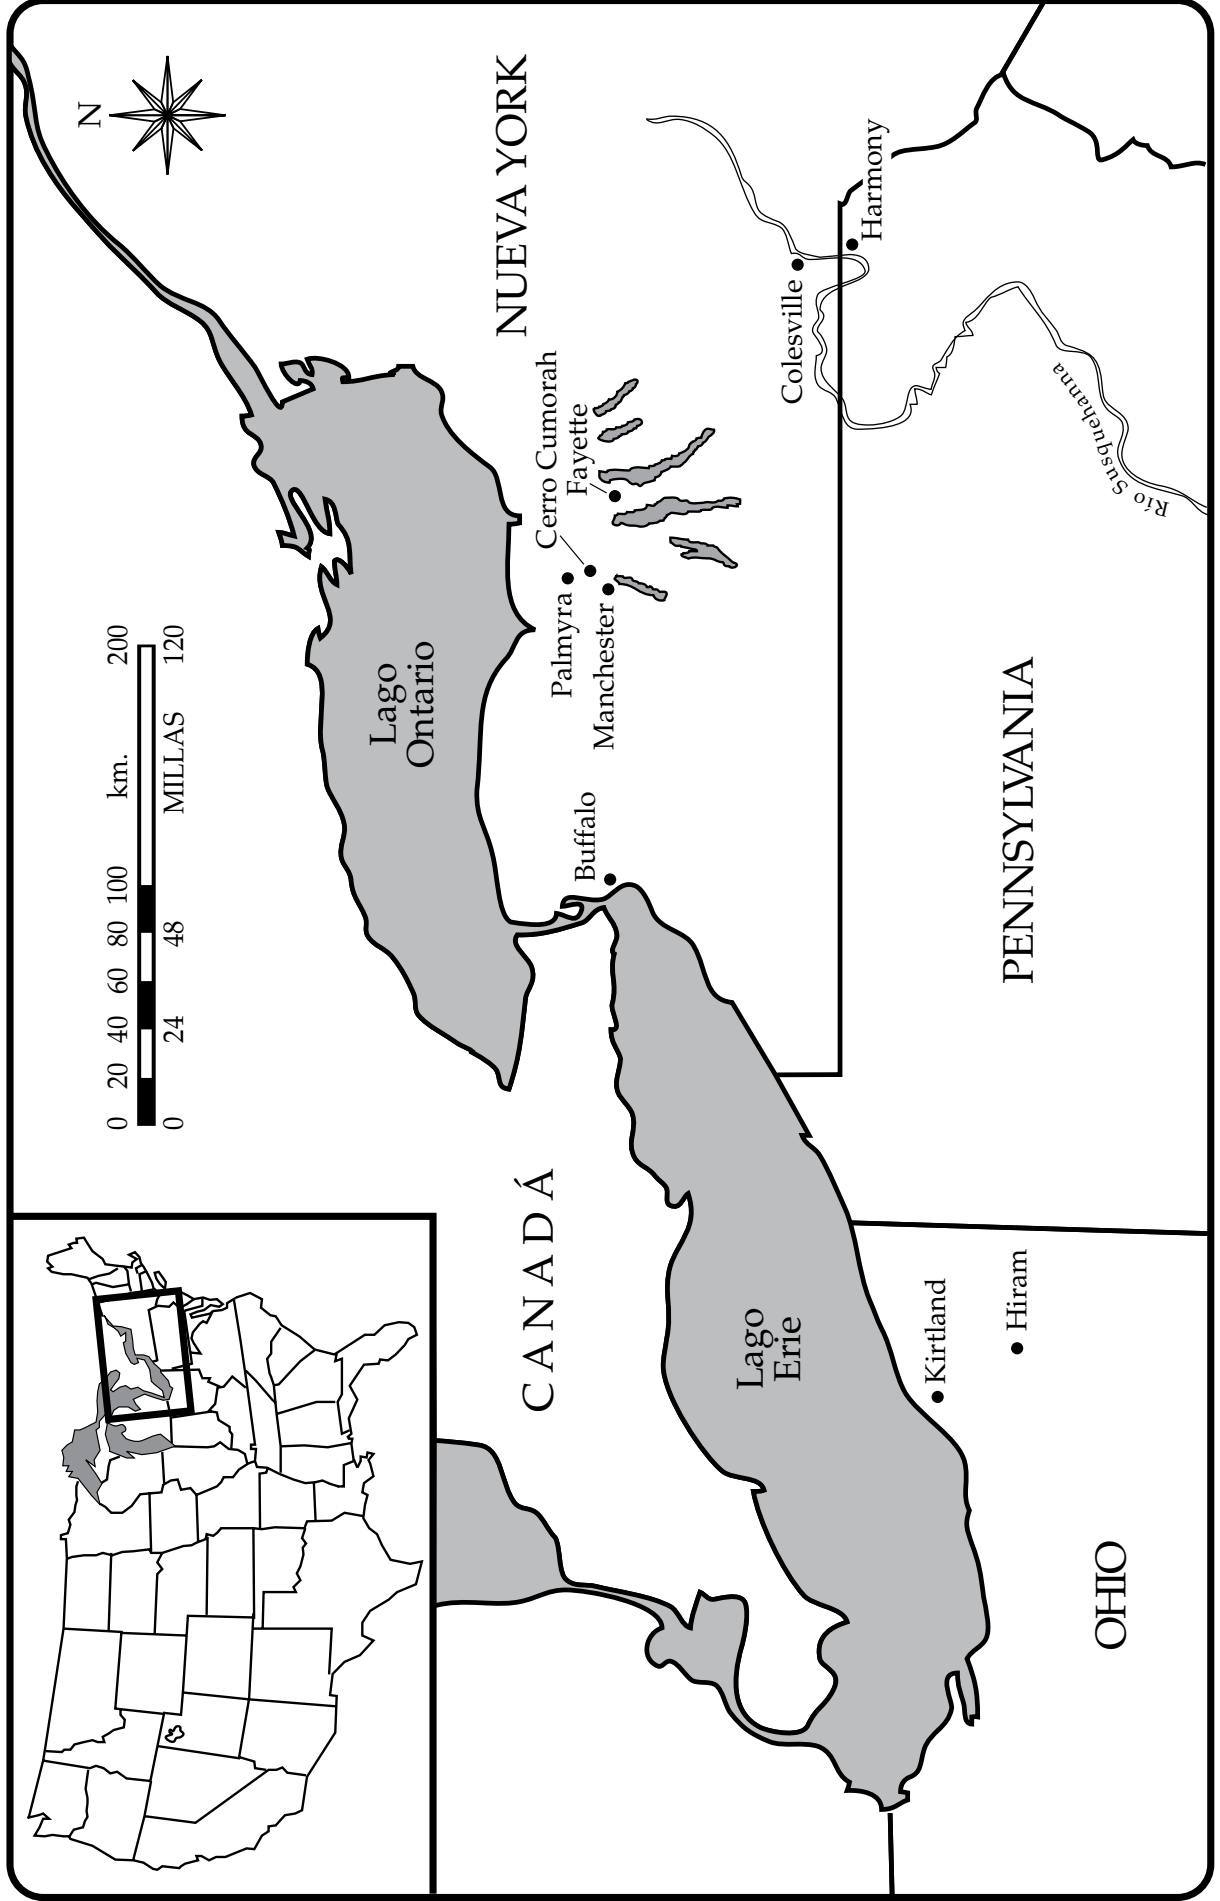 N
0 20 40 60 80 100 km. 200
0 24 48 MILLAS 120
Lago
Ontario
NUEVA YORK
CANADÁ
Cerro Cumorah
Fayette
Palmyra
Manchester
Buffalo
Lago
Erie
Colesville
Harmony
Río Susquehanna
PENNSYLVANIA
Kirtland
Hiram
OHIO